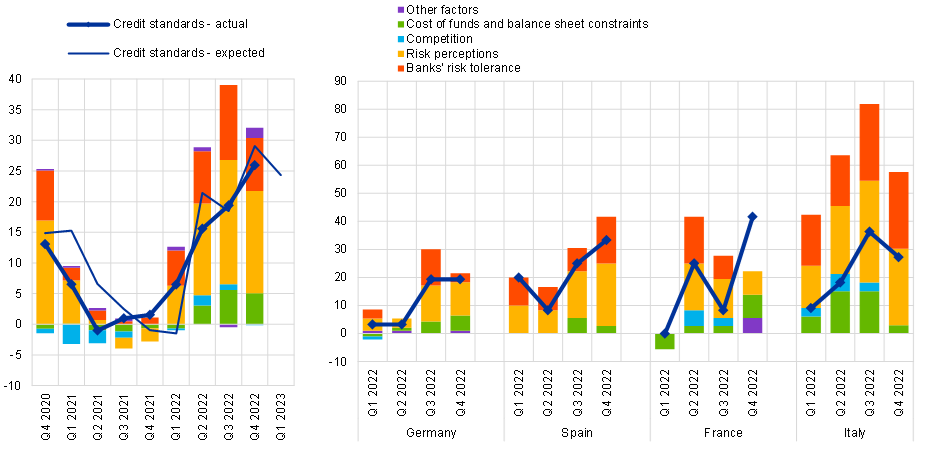 Credit standards - actual
Credit standards - expected
Other factors
Cost of funds and balance sheet constraints
Competition
Risk perceptions
Banks' risk tolerance
40
35
30
25
20
15
10
5
0
-5
-10
Q4 2020
Q1 2021
Q2 2021
Q3 2021
Q4 2021
Q1 2022
Q2 2022
Q3 2022
Q4 2022
Q1 2023
90
80
70
60
50
40
30
20
10
0
-10
Q1 2022
Q2 2022
Q3 2022
Q4 2022
Q1 2022
Q2 2022
Q3 2022
Q4 2022
Q1 2022
Q2 2022
Q3 2022
Q4 2022
Q1 2022
Q2 2022
Q3 2022
Q4 2022
Germany
Spain
France
Italy